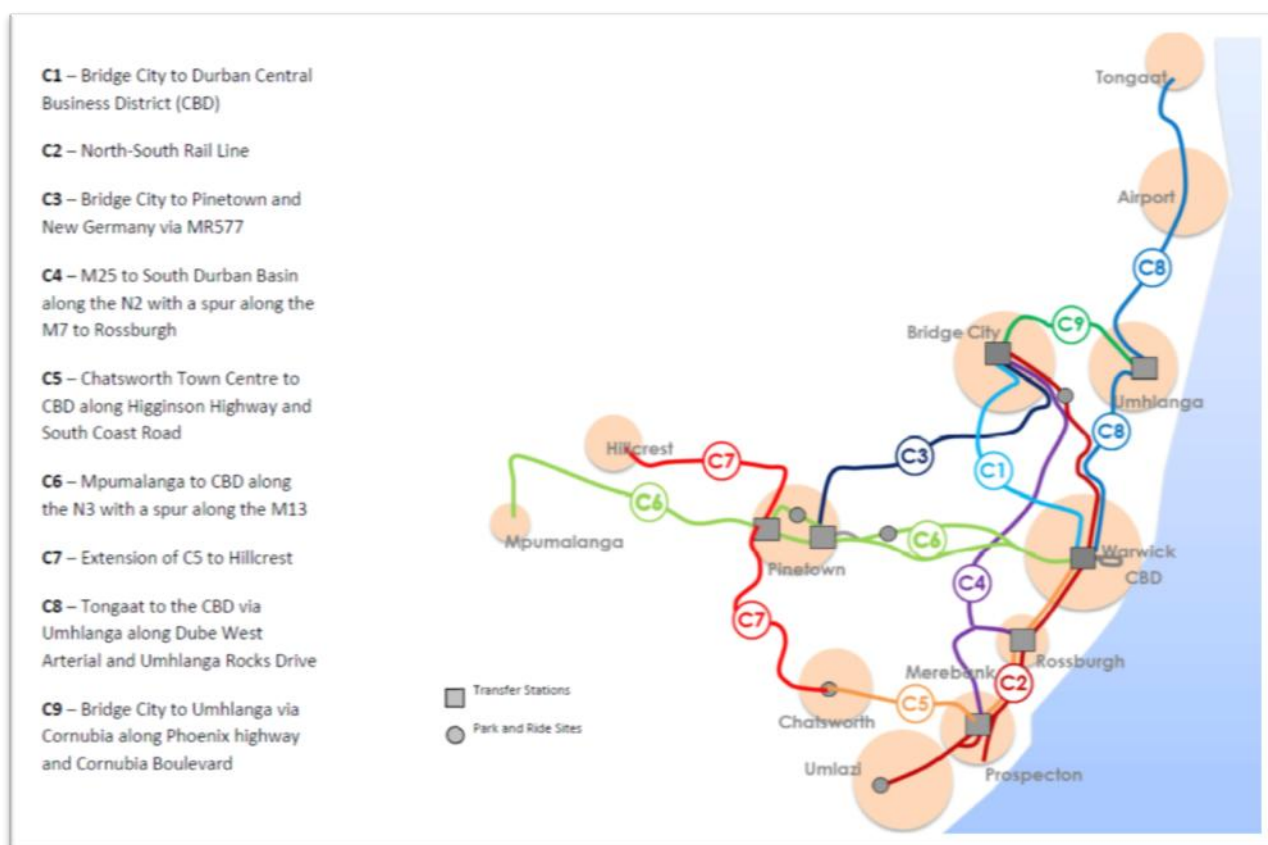 C1 – Bridge City to Durban Central
Business District (CBD)
C2 – North-South Rail Line
C3 – Bridge City to Pinetown and
New Germany via MR577
C4 – M25 to South Durban Basin
along the N2 with a spur along the
M7 to Rossburgh
C5 – Chatsworth Town Centre to
CBD along Higginson Highway and
South Coast Road
C6 – Mpumalanga to CBD along
the N3 with a spur along the M13
C7 – Extension of C5 to Hillcrest
C8 – Tongaat to the CBD via
Umhlanga along Dube West
Arterial and Umhlanga Rocks Drive
C9 – Bridge City to Umhlanga via
Cornubia along Phoenix highway
and Cornubia Boulevard
Transfer Stations
Park and Ride Sites
Tongaat
Airport
C8
Bridge City
C9
Umhlanga
C8
Hillcrest
C7
C3
C1
C6
Mpumalanga
Pinetown
C6
Warwick
CBD
C4
C7
Rossburgh
Merebank
C2
Chatsworth
C5
Umlazi
Prospecton